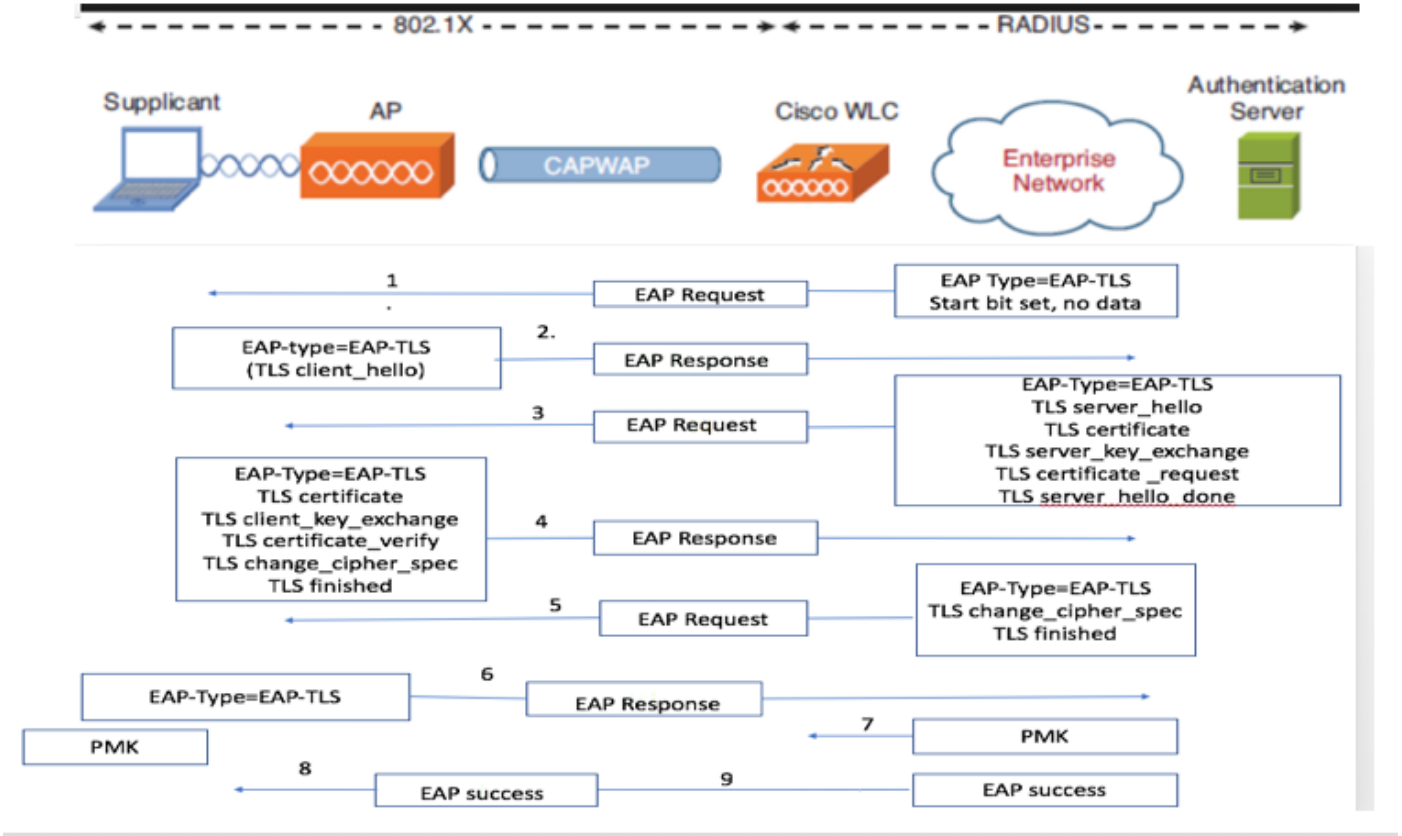 802.1X
RADIUS
Supplicant
AP
CAPWAP
Cisco WLC
Enterprise
Network
Authentication
Server
1
.
EAP Request
EAP Type=EAP-TLS
Start bit set, no data
EAP-type=EAP-TLS
(TLS client_hello)
2.
EAP Response
3
EAP Request
EAP-Type=EAP-TLS
TLS server_hello
TLS certificate
TLS server_key_exchange
TLS certificate _request
TLS server_hello_done
EAP-Type=EAP-TLS
TLS certificate
TLS client_key_exchange
TLS certificate_verify
TLS change_cipher_spec
TLS finished
4
EAP Response
5
EAP Request
EAP-Type=EAP-TLS
TLS change_cipher_spec
TLS finished
EAP-Type=EAP-TLS
6
EAP Response
PMK
7
PMK
8
EAP success
9
EAP success